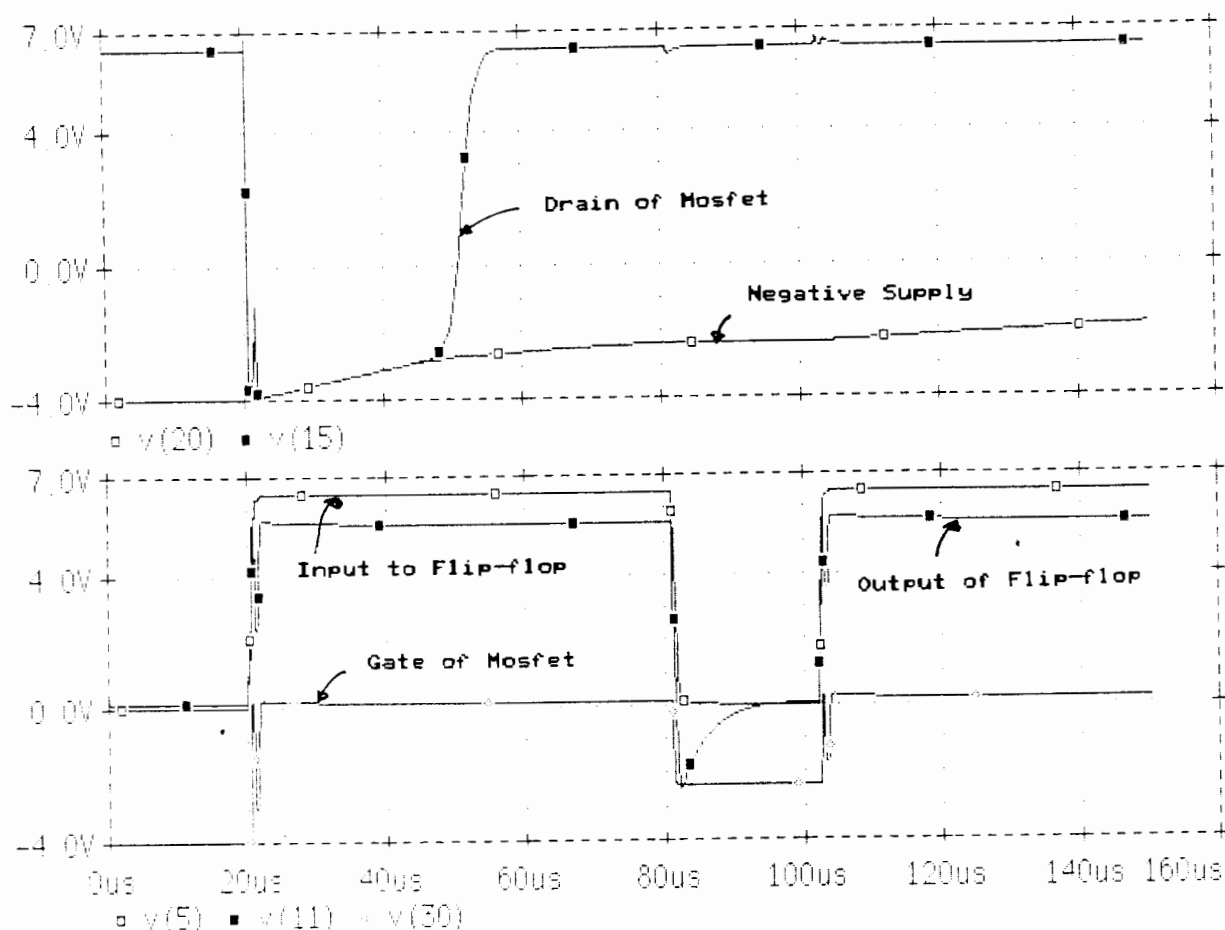 7.0V
4.0V
Drain of Mosfet
0.0V
Negative Supply
-4.0V
v(20) v(15)
7.0V
Input to Flip-flop
4.0V
Output of Flip-flop
Gate of Mosfet
0.0V
-4.0V
0us 20us 40us 60us 80us 100us 120us 140us 160us
v(5) v(11) v(30)